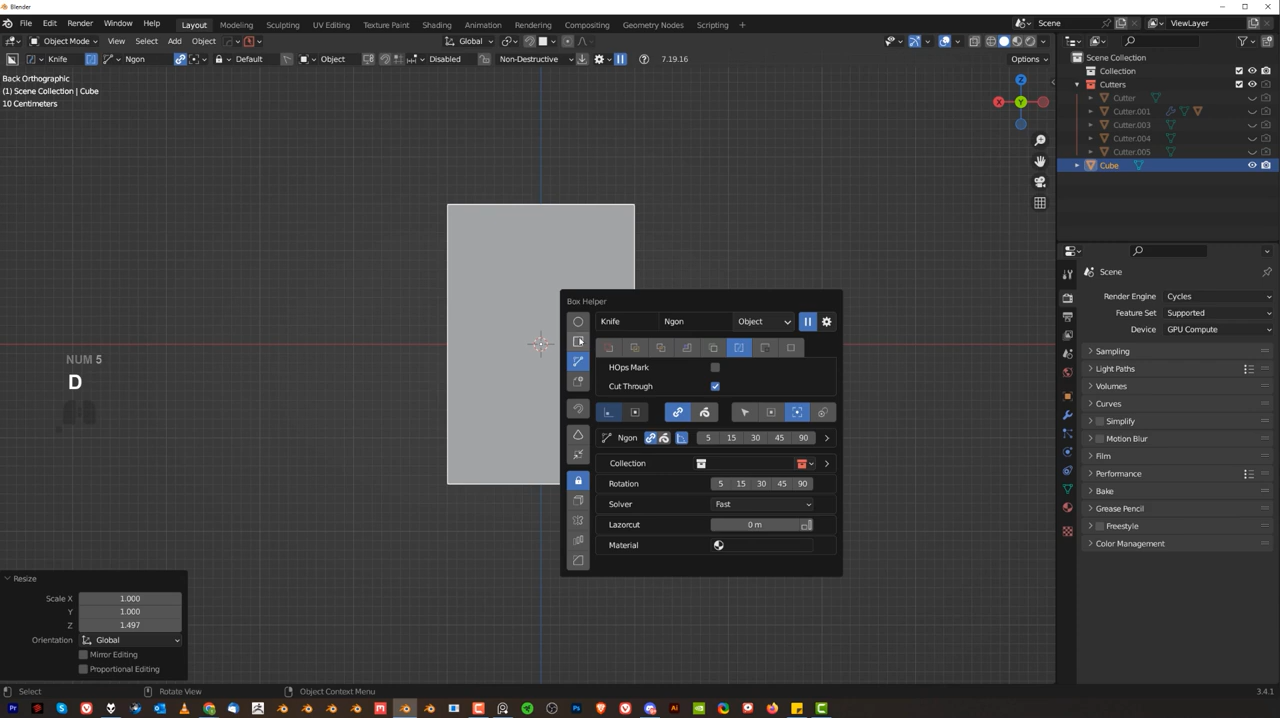 Blender
File Edit Render Window Help Layout Modeling Sculpting UV Editing Texture Paint Shading Animation Rendering Compositing Geometry Nodes Scripting + Scene ViewLayer
Object Mode View Select Add Object Global
Knife Ngon Default Object Disabled Non-Destructive 7.19.16 Options
Back Orthographic
(1) Scene Collection | Cube
10 Centimeters
NUM 5
D
Box Helper
Knife Ngon Object
HOps Mark
Cut Through
Ngon 5 15 30 45 90
Collection
Rotation 5 15 30 45 90
Solver Fast
Lazorcut 0 m
Material
Resize
Scale X 1.000
Y 1.000
Z 1.497
Orientation Global
Mirror Editing
Proportional Editing
Scene Collection
Collection
Cutters
Cutter
Cutter.001
Cutter.003
Cutter.004
Cutter.005
Cube
Scene
Render Engine Cycles
Feature Set Supported
Device GPU Compute
Sampling
Light Paths
Volumes
Curves
Simplify
Motion Blur
Film
Performance
Bake
Grease Pencil
Freestyle
Color Management
Select Rotate View Object Context Menu 3.4.1